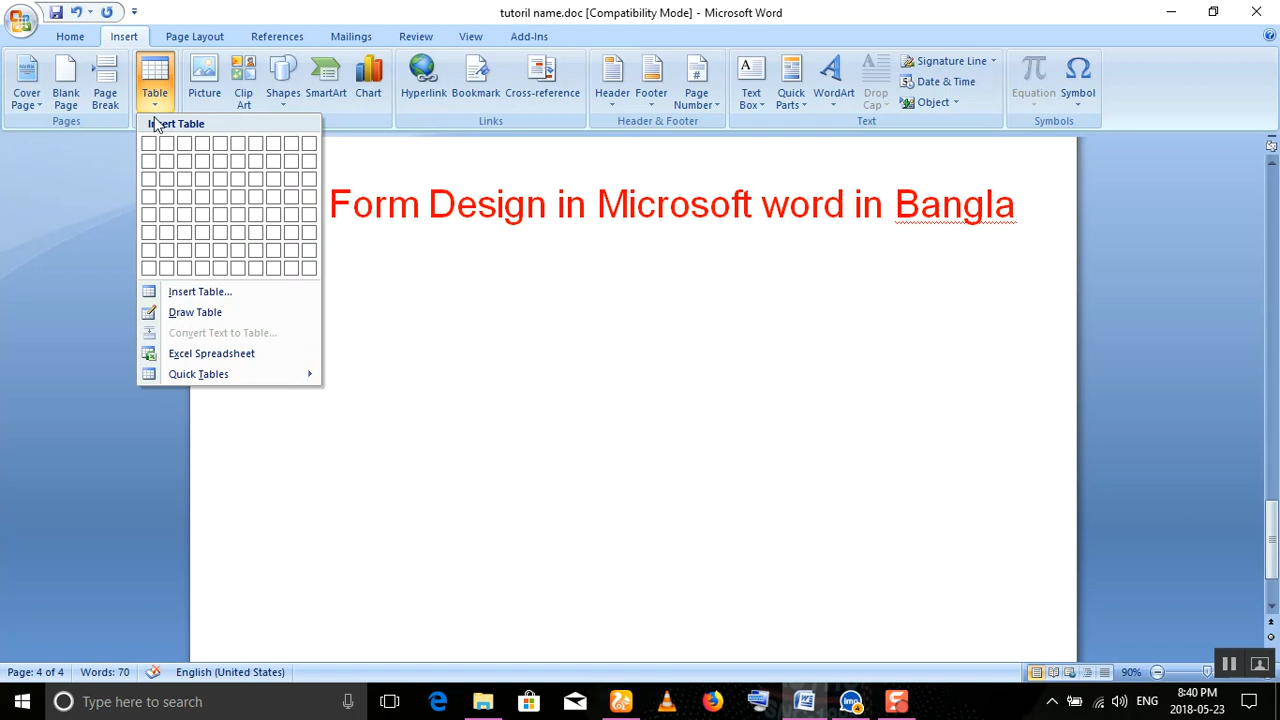 tutoril name.doc [Compatibility Mode] - Microsoft Word
Home Insert Page Layout References Mailings Review View Add-Ins
Cover Page
Blank Page
Page Break
Table
Picture
Clip Art
Shapes
SmartArt
Chart
Hyperlink
Bookmark
Cross-reference
Header
Footer
Page Number
Text Box
Quick Parts
WordArt
Drop Cap
Signature Line
Date & Time
Object
Equation
Symbol
Pages
Links
Header & Footer
Text
Symbols
Insert Table
Insert Table...
Draw Table
Convert Text to Table...
Excel Spreadsheet
Quick Tables
Form Design in Microsoft word in Bangla
Page: 4 of 4 Words: 70 English (United States) 90%
Type here to search
4
ENG
8:40 PM
2018-05-23